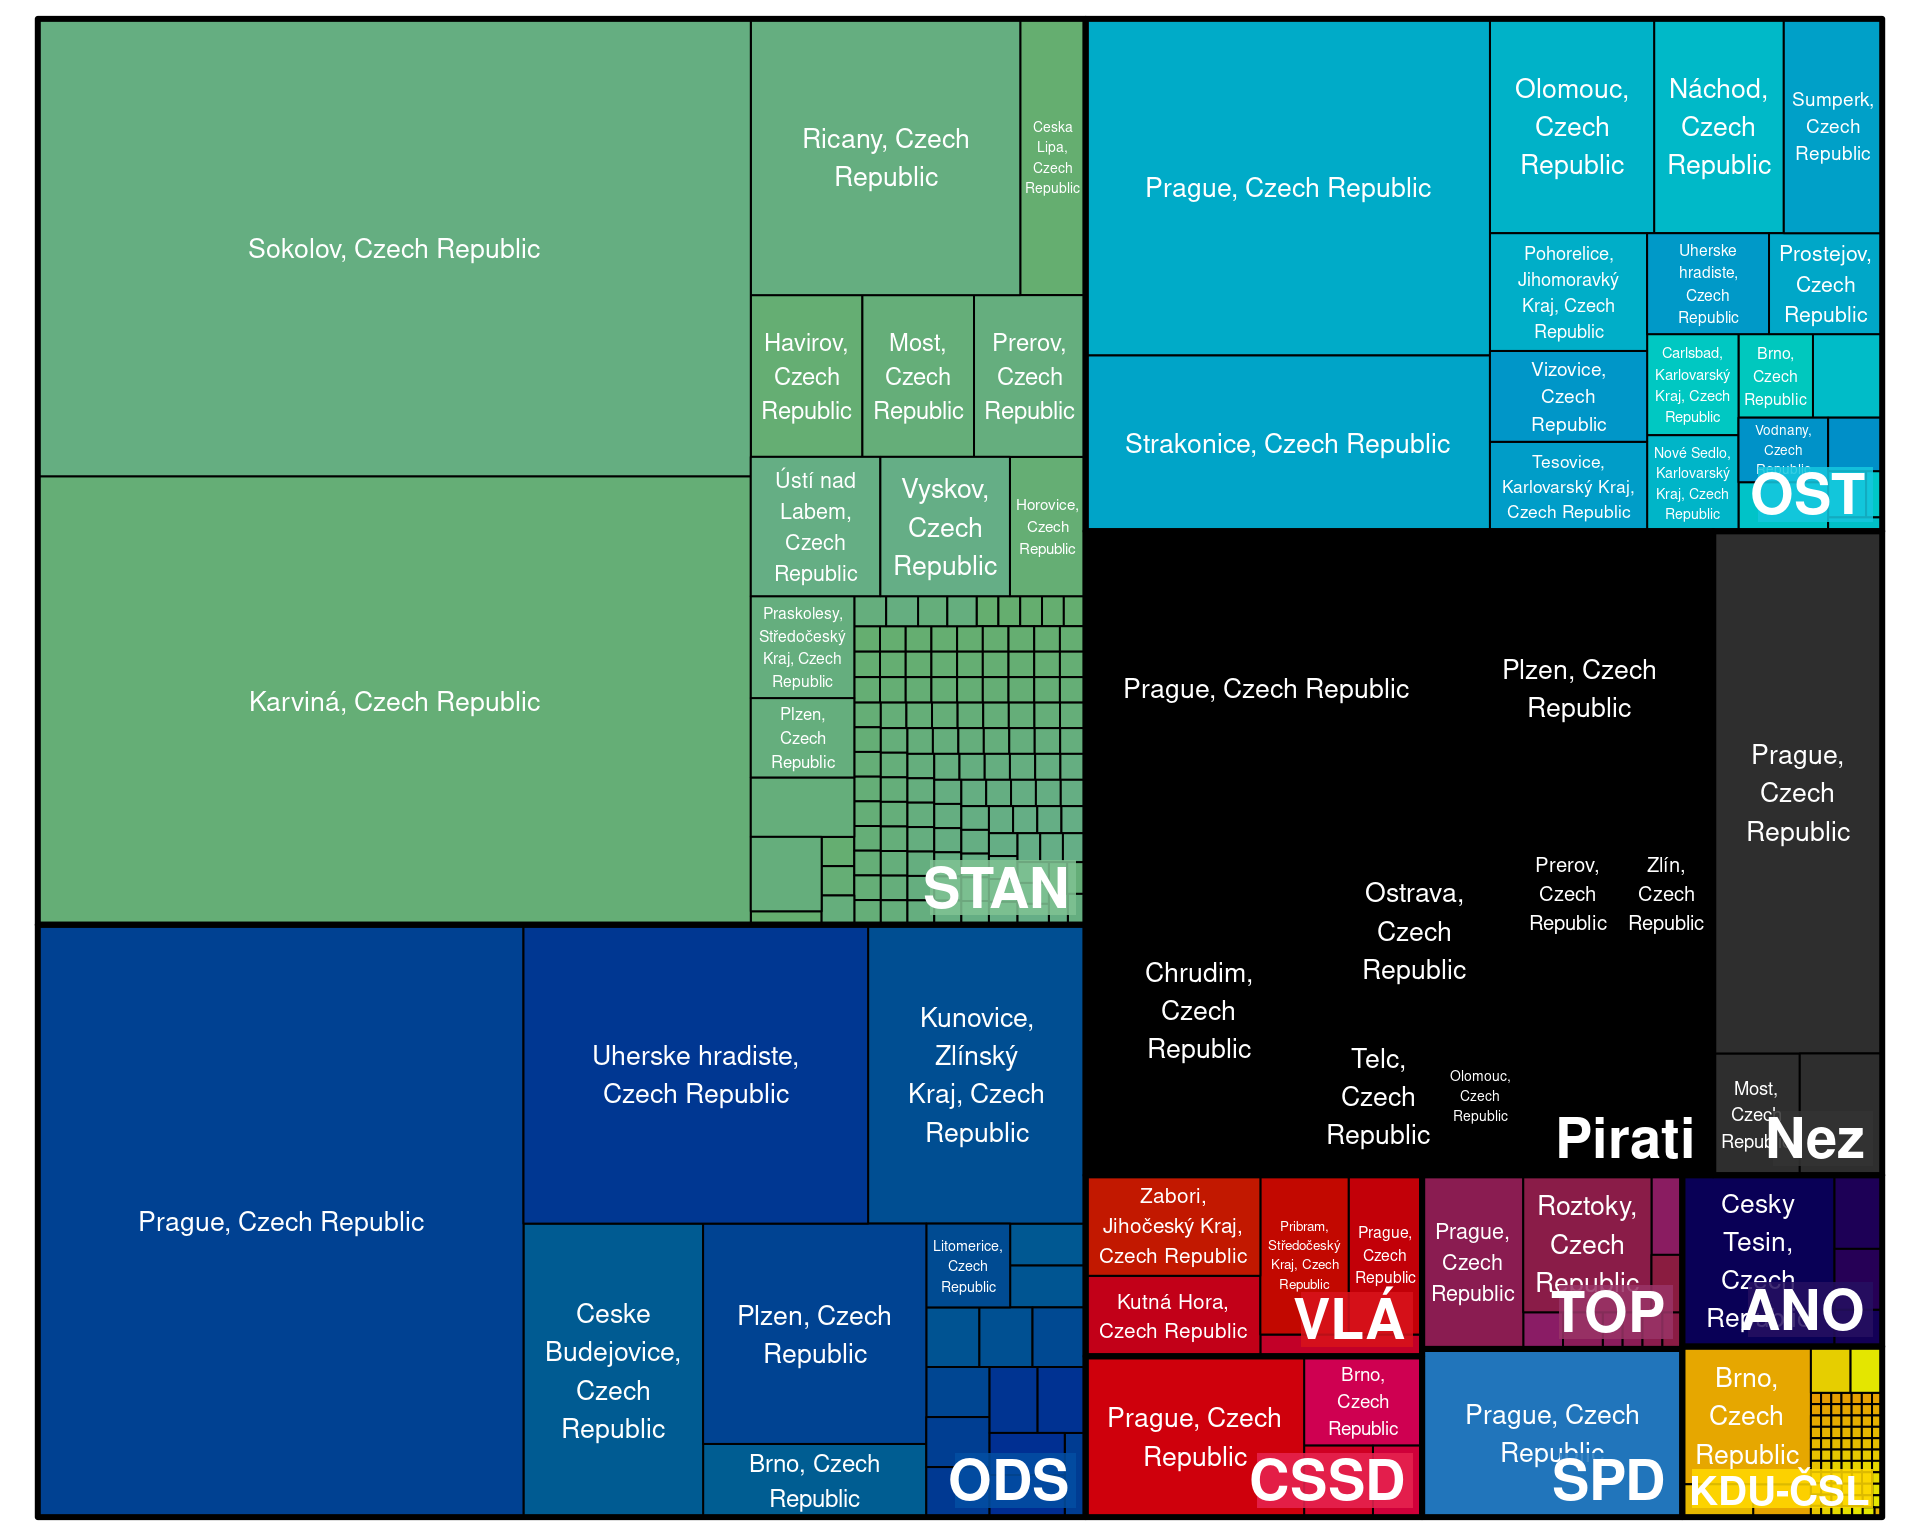 Sokolov, Czech Republic
Ricany, Czech
Republic
Ceska
Lipa,
Czech
Republic
Havirov,
Czech
Republic
Most,
Czech
Republic
Prerov,
Czech
Republic
Karviná, Czech Republic
Ústí nad
Labem,
Czech
Republic
Vyskov,
Czech
Republic
Horovice,
Czech
Republic
Praskolesy,
Středočeský
Kraj, Czech
Republic
Plzen,
Czech
Republic
STAN
Prague, Czech Republic
Uherske hradiste,
Czech Republic
Kunovice,
Zlínský
Kraj, Czech
Republic
Ceske
Budejovice,
Czech
Republic
Plzen, Czech
Republic
Litomerice,
Czech
Republic
Brno, Czech
Republic
ODS
Prague, Czech Republic
Strakonice, Czech Republic
Olomouc,
Czech
Republic
Náchod,
Czech
Republic
Sumperk,
Czech
Republic
Pohorelice,
Jihomoravký
Kraj, Czech
Republic
Uherske
hradiste,
Czech
Republic
Prostejov,
Czech
Republic
Vizovice,
Czech
Republic
Carlsbad,
Karlovarský
Kraj, Czech
Republic
Brno,
Czech
Republic
Tesovice,
Karlovarský Kraj,
Czech Republic
Nové Sedlo,
Karlovarský
Kraj, Czech
Republic
Vodnany,
Czech
Republic
OST
Prague, Czech Republic
Plzen, Czech
Republic
Chrudim,
Czech
Republic
Ostrava,
Czech
Republic
Prerov,
Czech
Republic
Zlín,
Czech
Republic
Telc,
Czech
Republic
Olomouc,
Czech
Republic
Pirati
Prague,
Czech
Republic
Most,
Czech
Republic
Nez
Zabori,
Jihočeský Kraj,
Czech Republic
Kutná Hora,
Czech Republic
Pribram,
Středočeský
Kraj, Czech
Republic
Prague,
Czech
Republic
VLÁ
Prague,
Czech
Republic
Roztoky,
Czech
Republic
TOP
Cesky
Tesin,
Czech
Republic
ANO
Prague, Czech
Republic
Brno,
Czech
Republic
CSSD
Prague, Czech
Republic
SPD
Brno,
Czech
Republic
KDU-ČSL